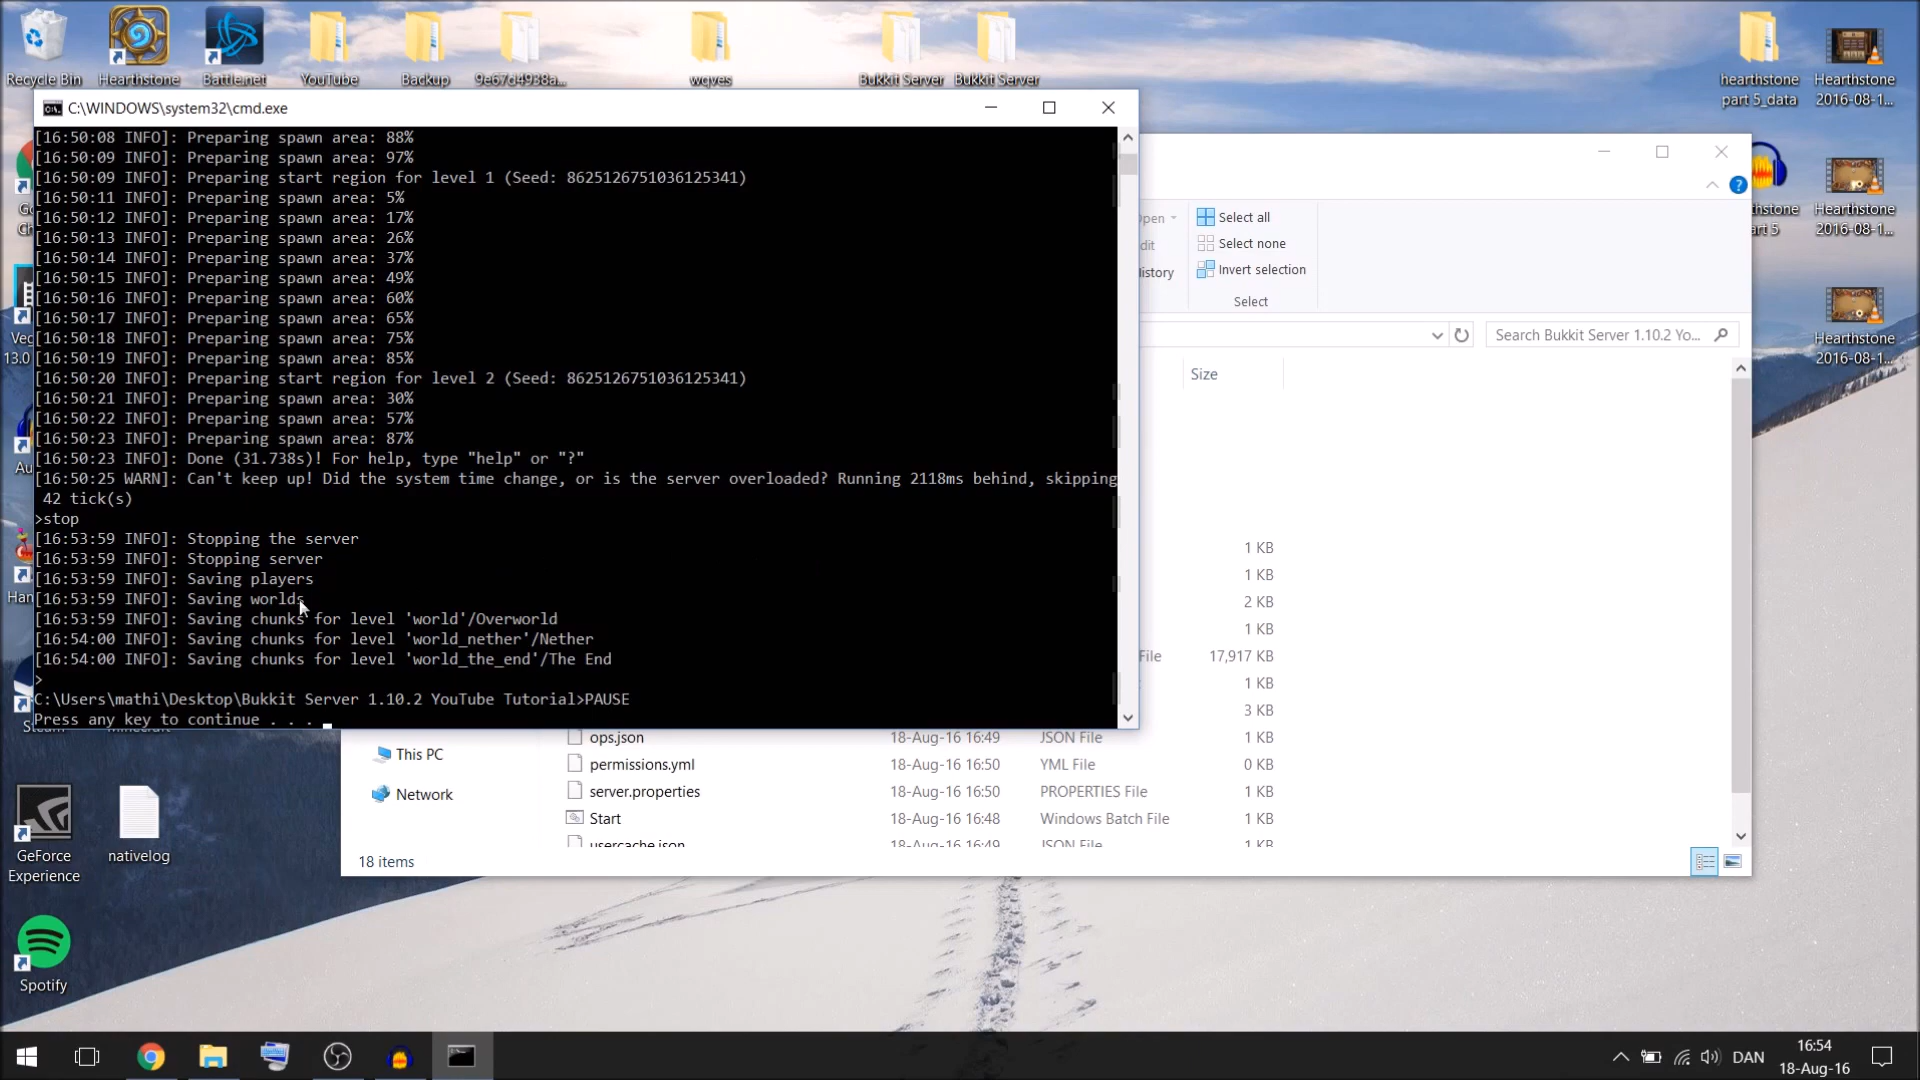 Recycle Bin
Hearthstone
Battle.net
YouTube
Backup
9e67d4938a...
wqyes
Bukkit Server
Bukkit Server
hearthstone
part 5_data
Hearthstone
2016-08-1...
C:\WINDOWS\system32\cmd.exe
[16:50:08 INFO]: Preparing spawn area: 88%
[16:50:09 INFO]: Preparing spawn area: 97%
[16:50:09 INFO]: Preparing start region for level 1 (Seed: 8625126751036125341)
[16:50:11 INFO]: Preparing spawn area: 5%
[16:50:12 INFO]: Preparing spawn area: 17%
[16:50:13 INFO]: Preparing spawn area: 26%
[16:50:14 INFO]: Preparing spawn area: 37%
[16:50:15 INFO]: Preparing spawn area: 49%
[16:50:16 INFO]: Preparing spawn area: 60%
[16:50:17 INFO]: Preparing spawn area: 65%
[16:50:18 INFO]: Preparing spawn area: 75%
[16:50:19 INFO]: Preparing spawn area: 85%
[16:50:20 INFO]: Preparing start region for level 2 (Seed: 8625126751036125341)
[16:50:21 INFO]: Preparing spawn area: 30%
[16:50:22 INFO]: Preparing spawn area: 57%
[16:50:23 INFO]: Preparing spawn area: 87%
[16:50:23 INFO]: Done (31.738s)! For help, type "help" or "?"
[16:50:25 WARN]: Can't keep up! Did the system time change, or is the server overloaded? Running 2118ms behind, skipping
42 tick(s)
>stop
[16:53:59 INFO]: Stopping the server
[16:53:59 INFO]: Stopping server
[16:53:59 INFO]: Saving players
[16:53:59 INFO]: Saving worlds
[16:53:59 INFO]: Saving chunks for level 'world'/Overworld
[16:54:00 INFO]: Saving chunks for level 'world_nether'/Nether
[16:54:00 INFO]: Saving chunks for level 'world_the_end'/The End
>
C:\Users\mathi\Desktop\Bukkit Server 1.10.2 YouTube Tutorial>PAUSE
Press any key to continue . . .
Select all
Select none
Invert selection
Select
Search Bukkit Server 1.10.2 Yo...
Size
1 KB
1 KB
2 KB
1 KB
File 17,917 KB
1 KB
3 KB
ops.json 18-Aug-16 16:49 JSON File 1 KB
permissions.yml 18-Aug-16 16:50 YML File 0 KB
server.properties 18-Aug-16 16:50 PROPERTIES File 1 KB
Start 18-Aug-16 16:48 Windows Batch File 1 KB
usercache.json 18-Aug-16 16:49 JSON File 1 KB
This PC
Network
18 items
Hearthstone
2016-08-1...
Hearthstone
2016-08-1...
13.0
GeForce
Experience
nativelog
Spotify
DAN
16:54
18-Aug-16